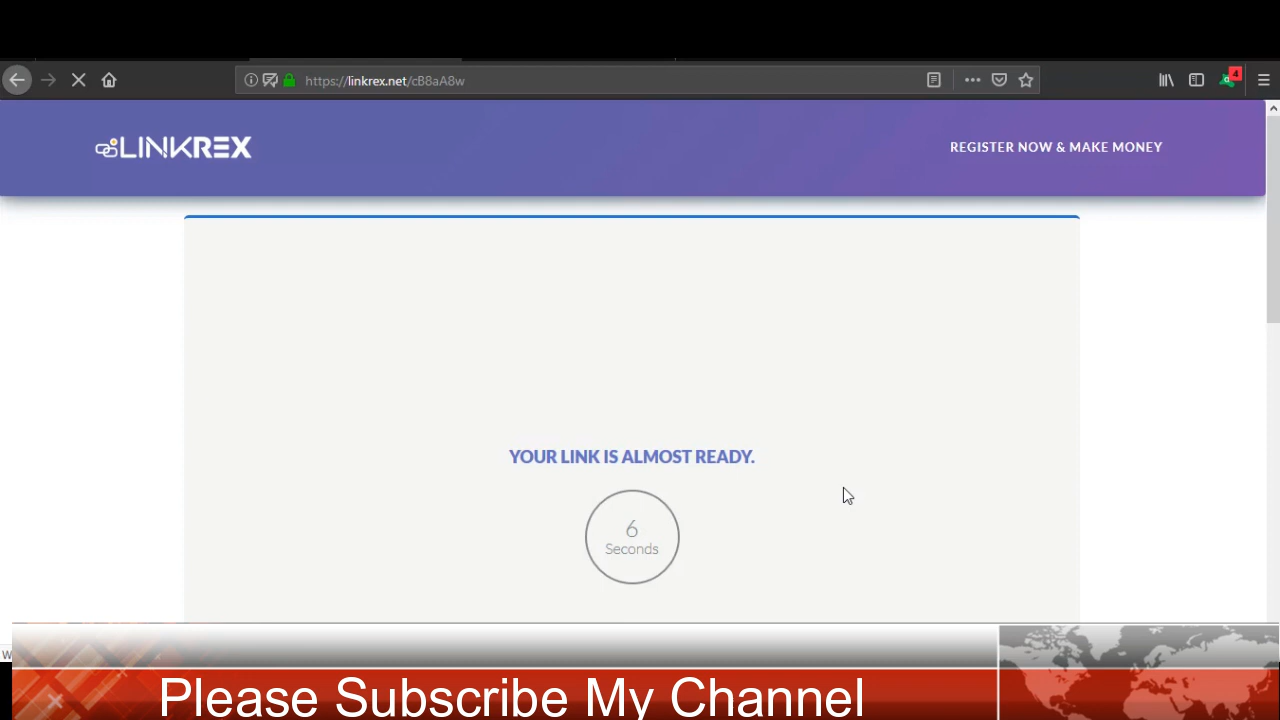 https://linkrex.net/cB8aA8w
4
LINKREX
REGISTER NOW & MAKE MONEY
YOUR LINK IS ALMOST READY.
6
Seconds
W
Please Subscribe My Channel